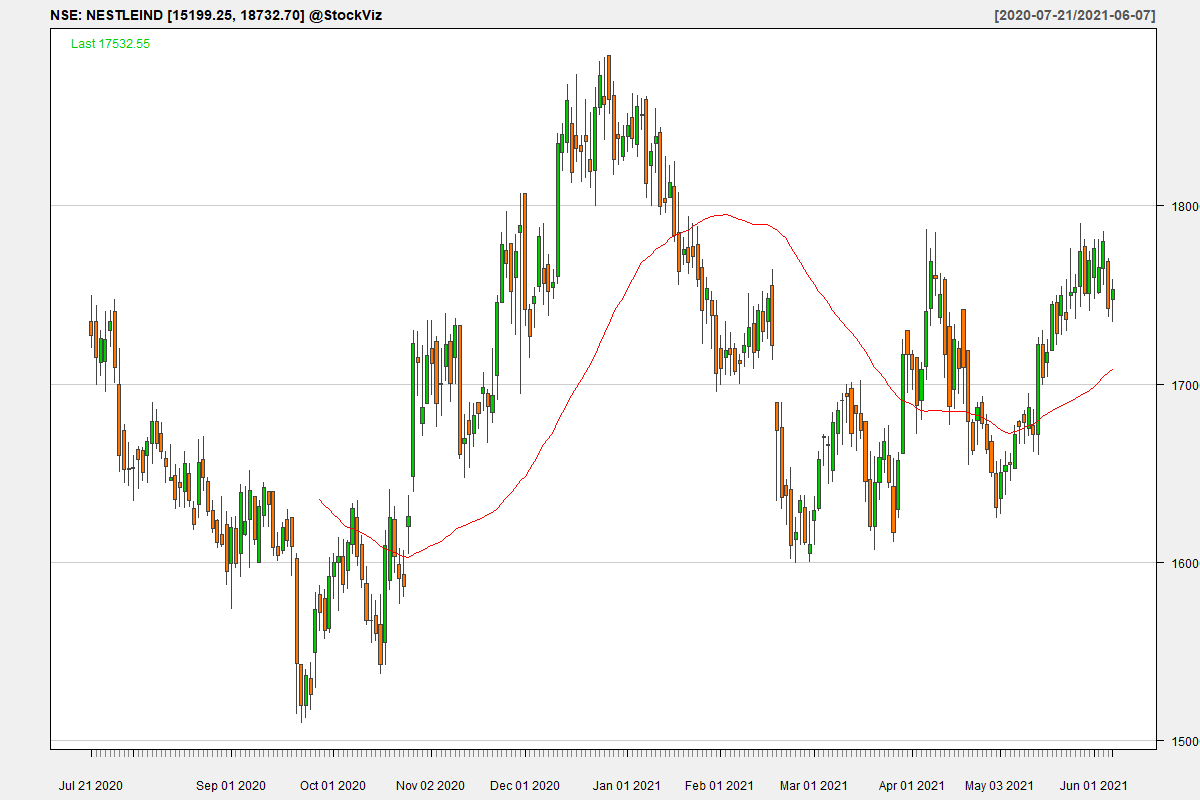 NSE: NESTLEIND [15199.25, 18732.70] @StockViz [2020-07-21/2021-06-07]
Last 17532.55
1800
1700
1600
1500
Jul 21 2020 Sep 01 2020 Oct 01 2020 Nov 02 2020 Dec 01 2020 Jan 01 2021 Feb 01 2021 Mar 01 2021 Apr 01 2021 May 03 2021 Jun 01 2021